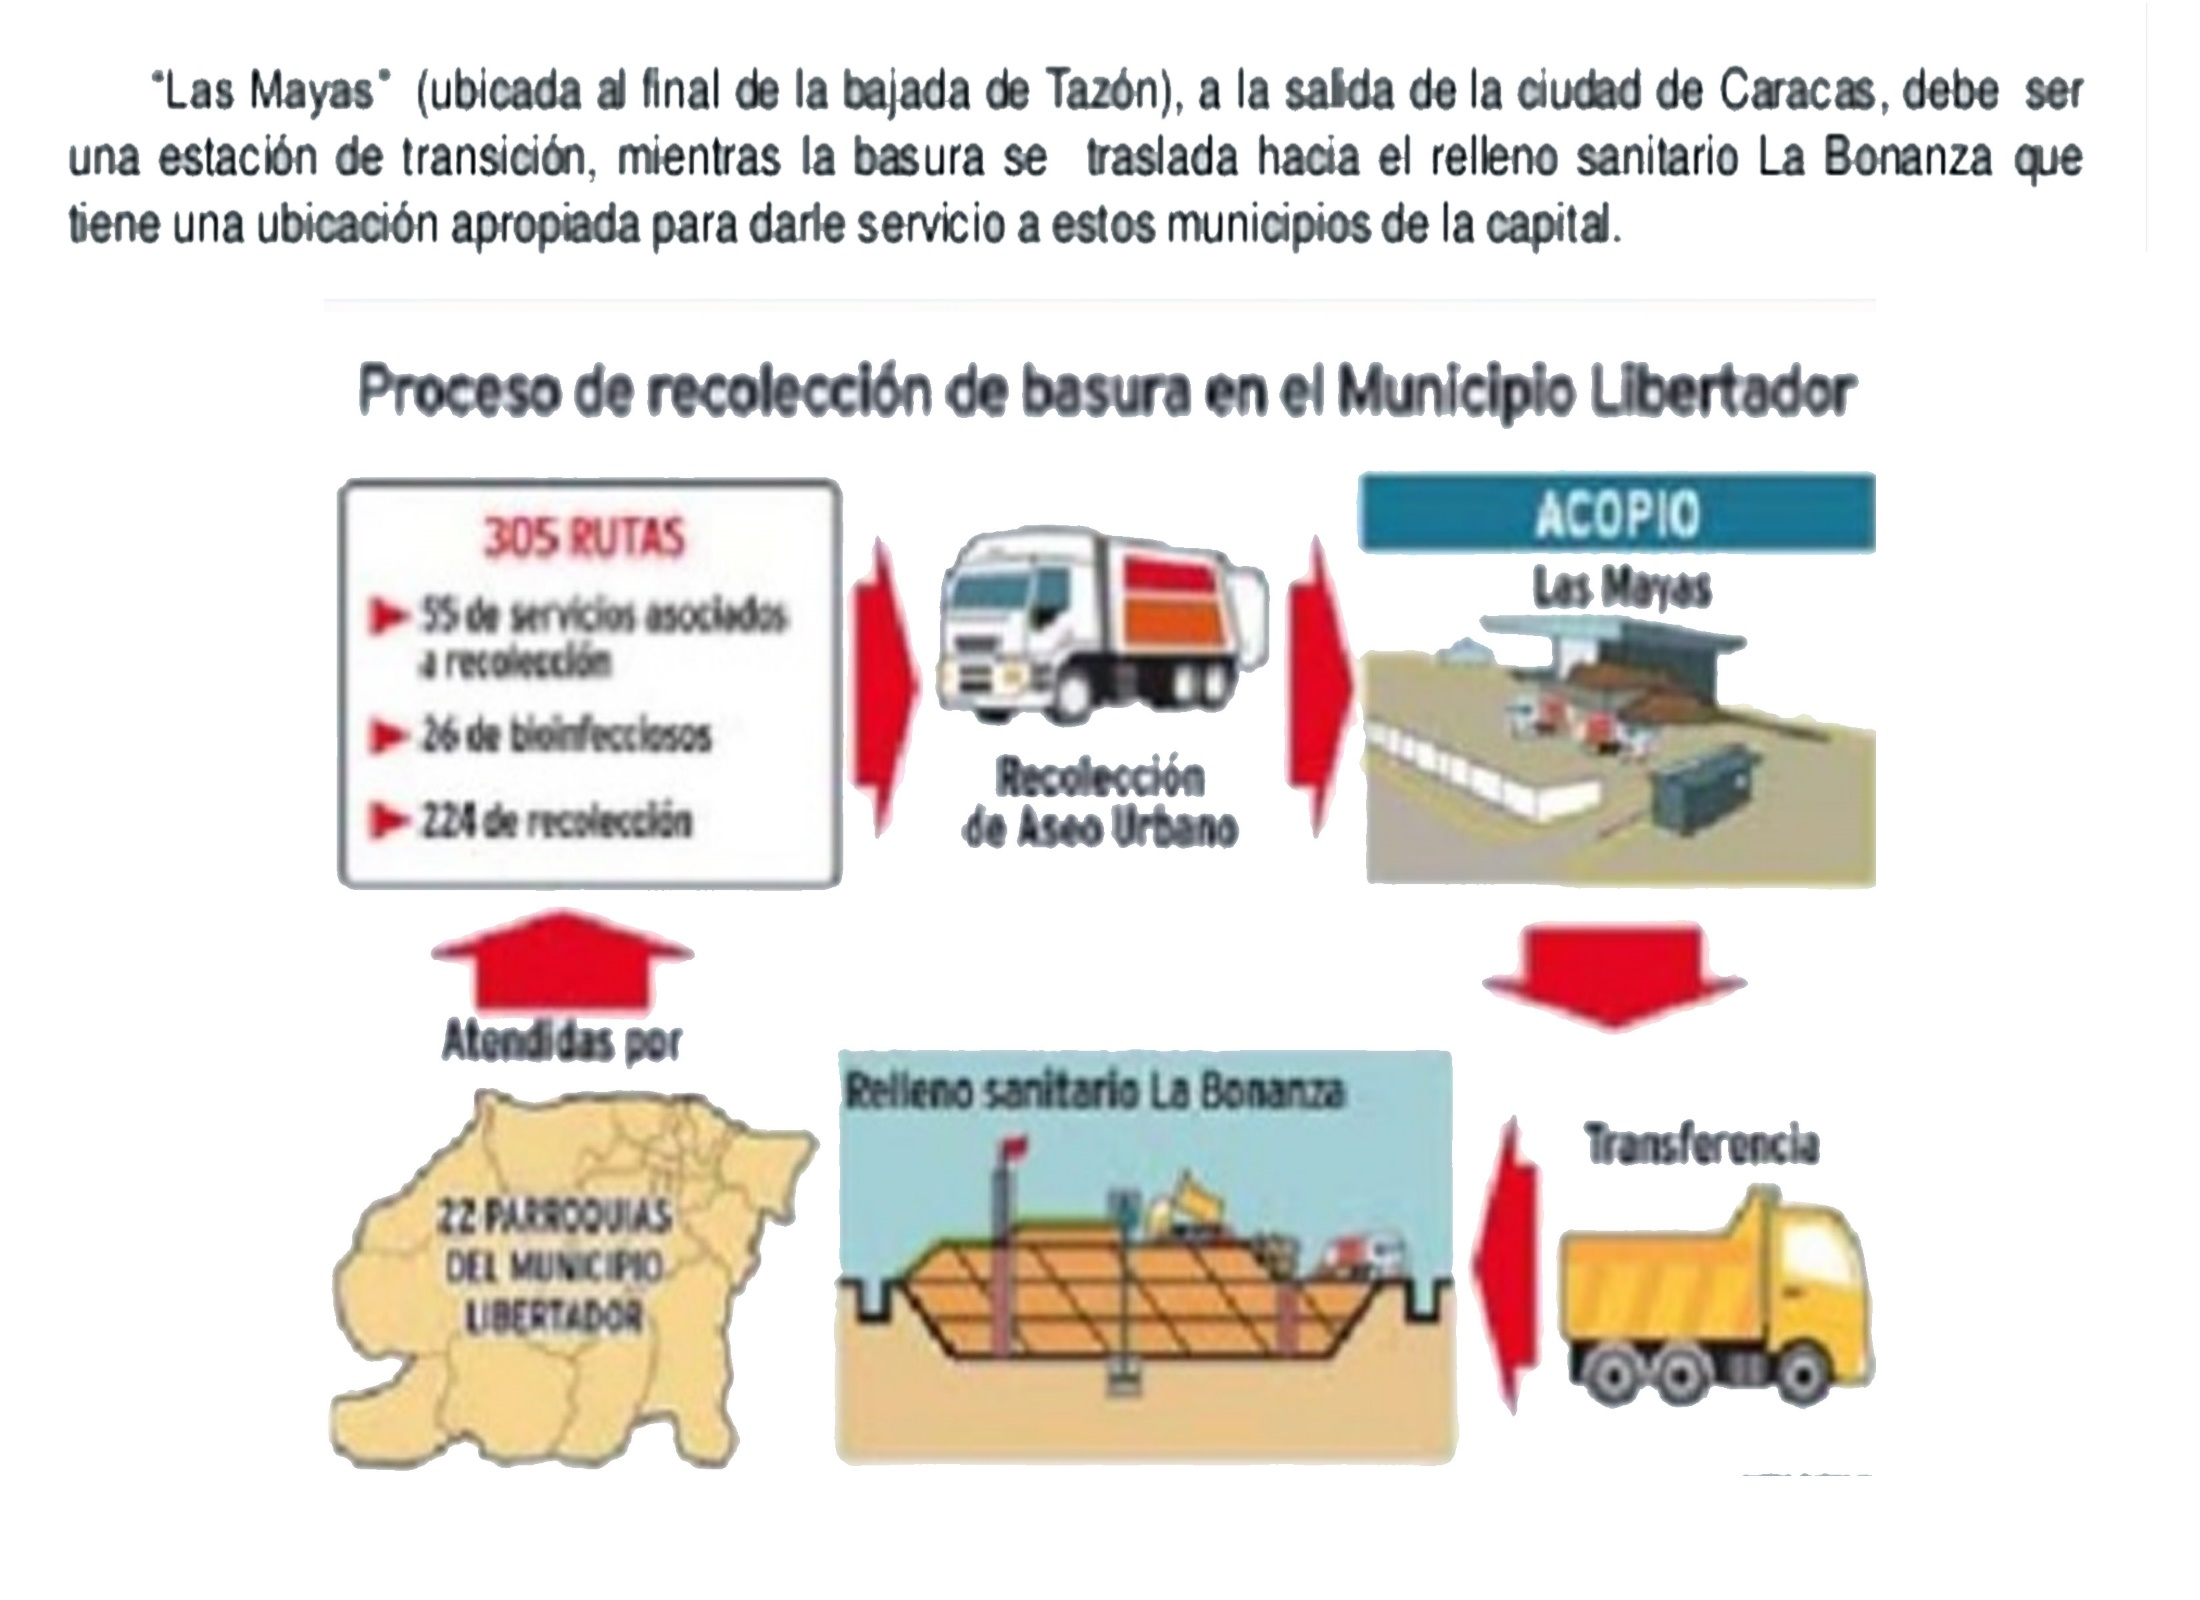 "Las Mayas" (ubicada al final de la bajada de Tazón), a la salida de la ciudad de Caracas, debe ser
una estación de transición, mientras la basura se traslada hacia el relleno sanitario La Bonanza que
tiene una ubicación apropiada para darle servicio a estos municipios de la capital.
Proceso de recolección de basura en el Municipio Libertador
305 RUTAS
55 de servicios asociados
a recolección
26 de bioinfecciosos
224 de recolección
Recolección
de Aseo Urbano
ACOPIO
Las Mayas
Atendidas por
22 PARROQUIAS
DEL MUNICIPIO
LIBERTADOR
Relleno sanitario La Bonanza
Transferencia